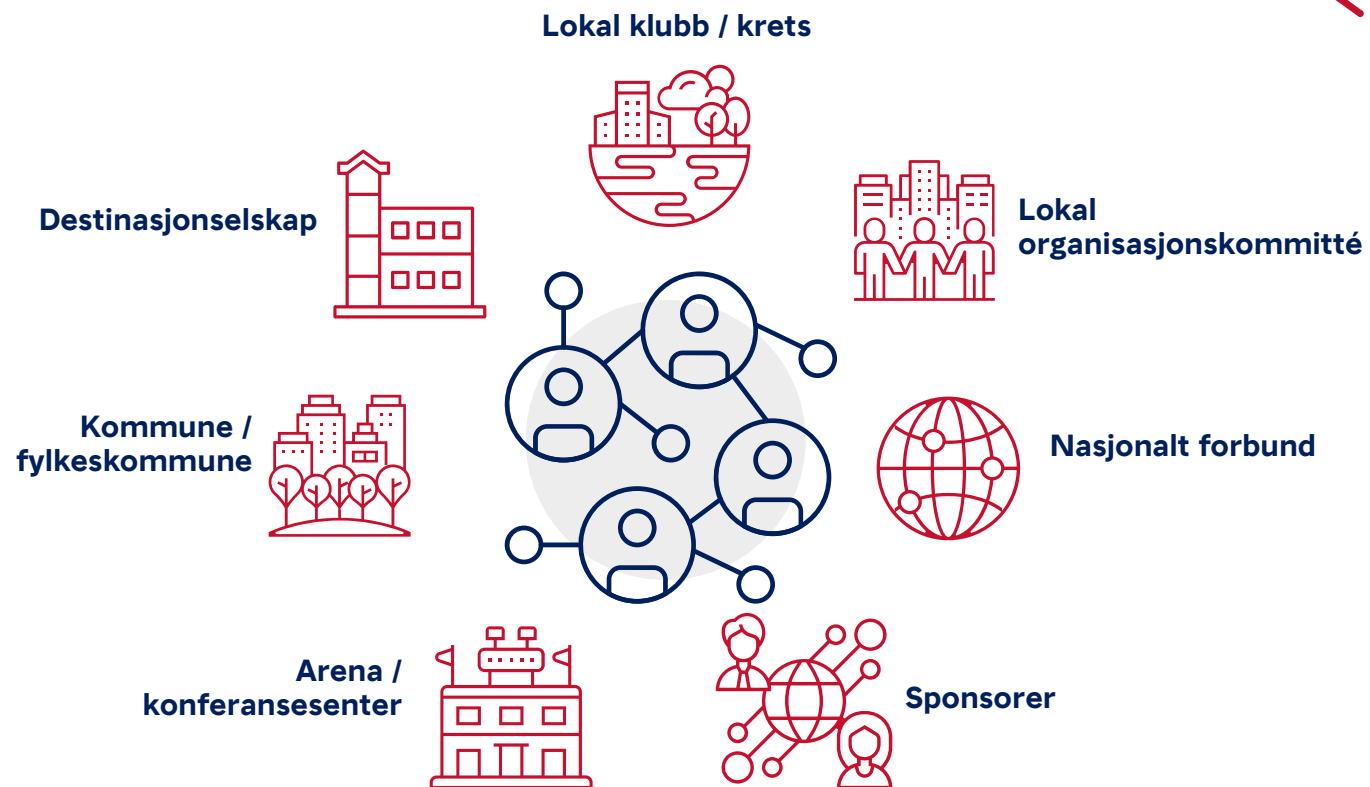 Lokal klubb / krets
Destinasjonselskap
Lokal
organisasjonskommitté
Kommune /
fylkeskommune
Nasjonalt forbund
Arena /
konferansesenter
Sponsorer